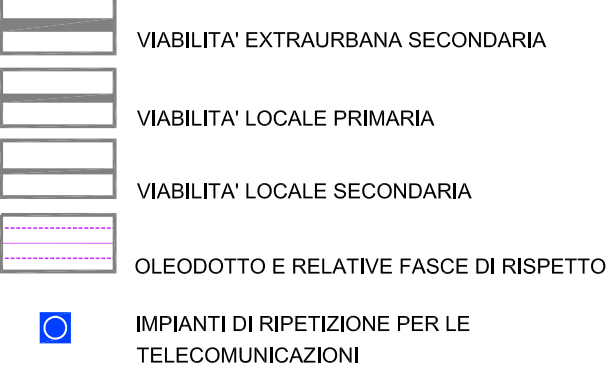 VIABILITA' EXTRAURBANA SECONDARIA
VIABILITA' LOCALE PRIMARIA
VIABILITA' LOCALE SECONDARIA
OLEODOTTO E RELATIVE FASCE DI RISPETTO
IMPIANTI DI RIPETIZIONE PER LE
TELECOMUNICAZIONI